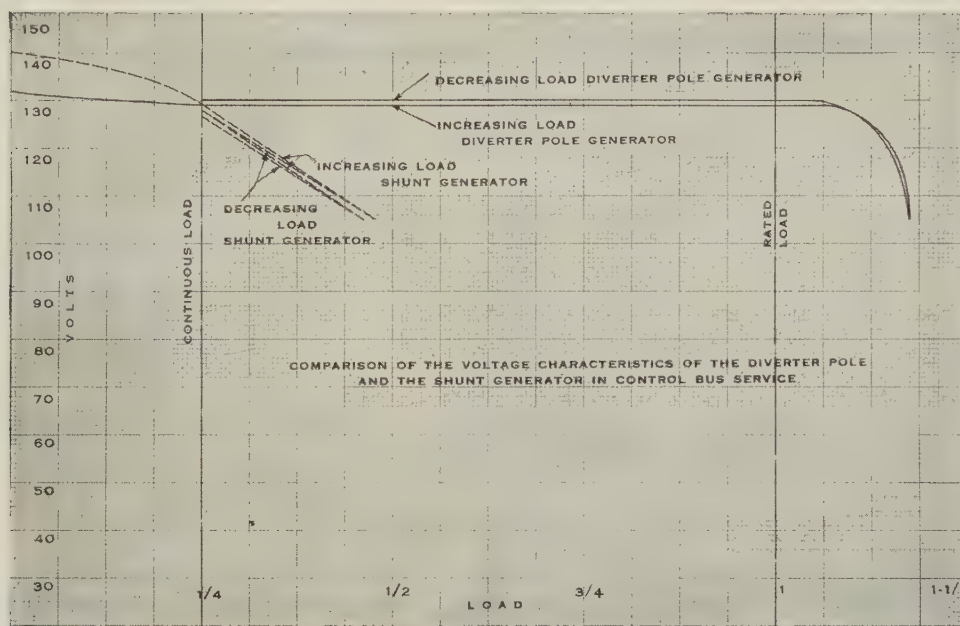 150
140
130
120
110
100
90
80
70
60
50
40
30
VOLTS
CONTINUOUS LOAD
DECREASING LOAD DIVERTER POLE GENERATOR
INCREASING LOAD
DIVERTER POLE GENERATOR
INCREASING LOAD
SHUNT GENERATOR
DECREASING
LOAD
SHUNT GENERATOR
RATED
LOAD
COMPARISON OF THE VOLTAGE CHARACTERISTICS OF THE DIVERTER POLE
AND THE SHUNT GENERATOR IN CONTROL BUS SERVICE
1/4
1/2
3/4
1
LOAD